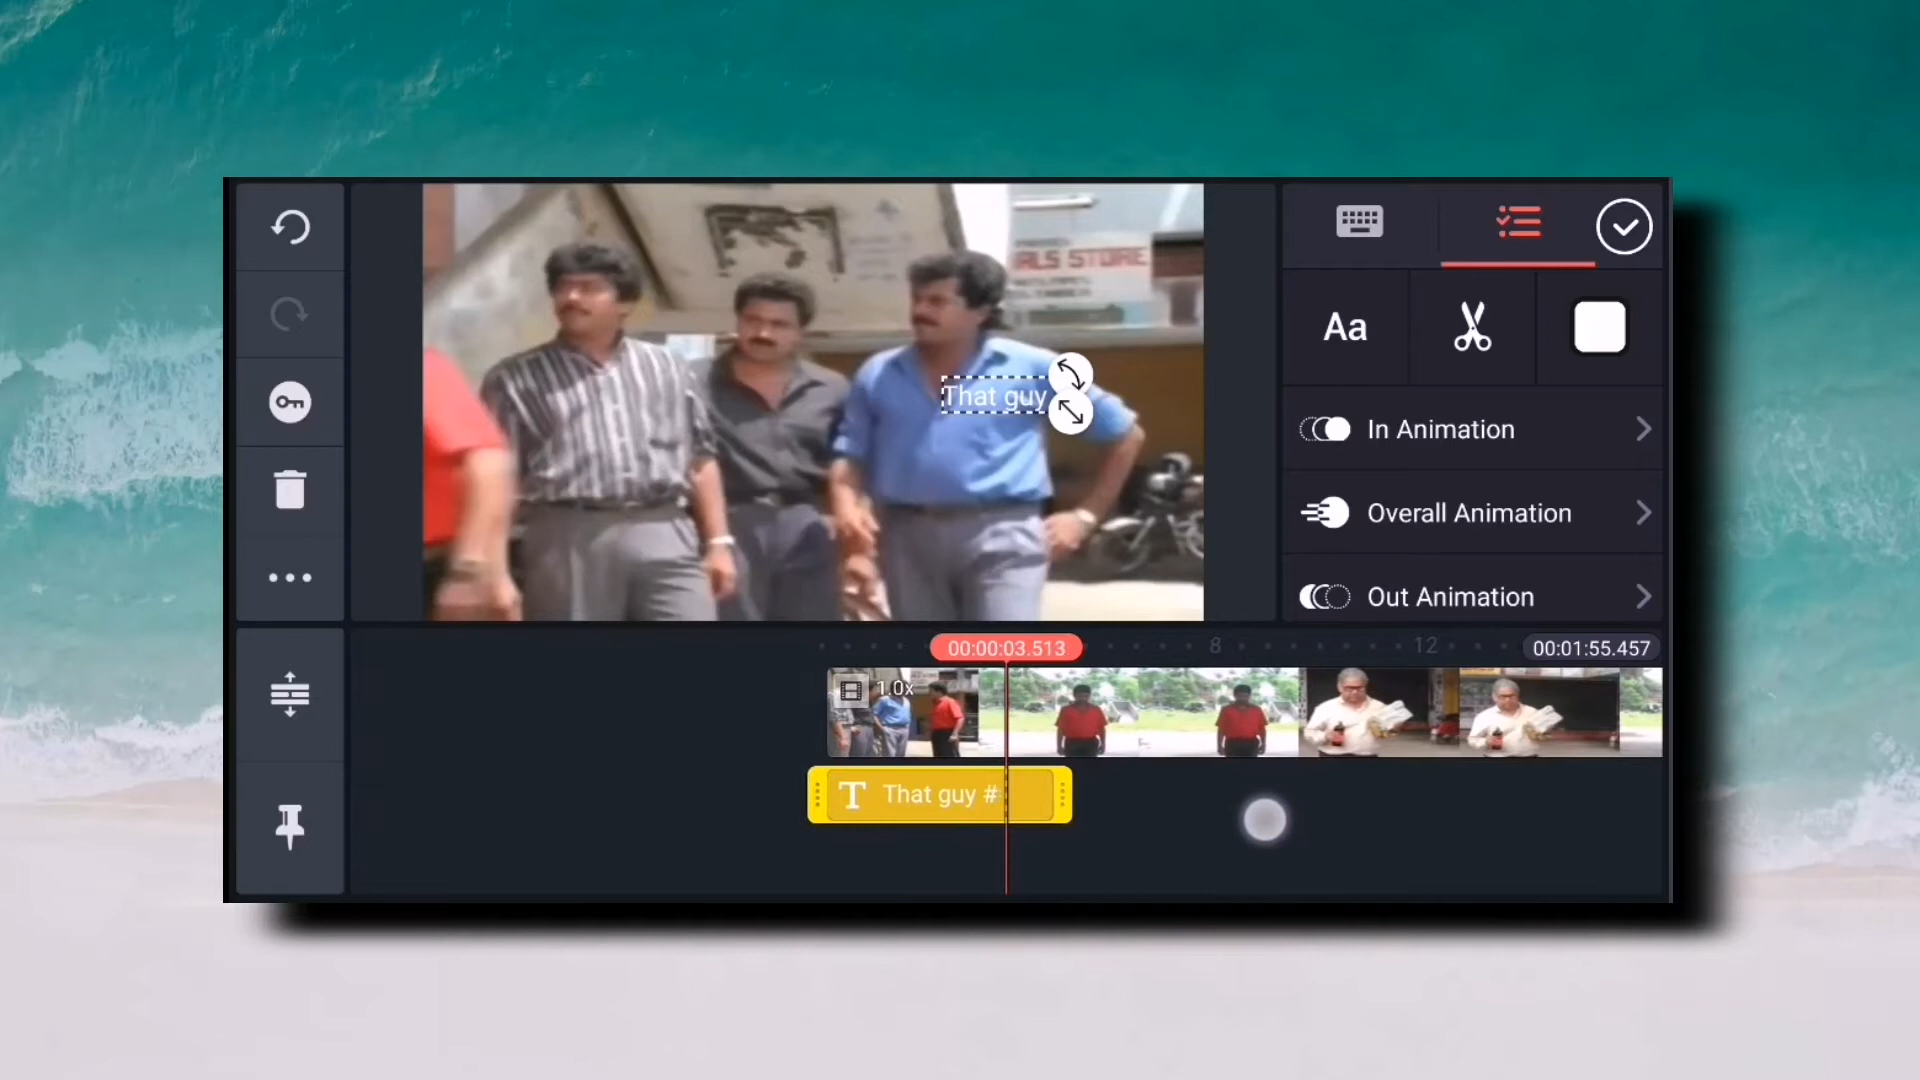 RLS STORE
That guy
Aa
In Animation
Overall Animation
Out Animation
00:00:03.513
8
12
00:01:55.457
1.0x
T That guy #